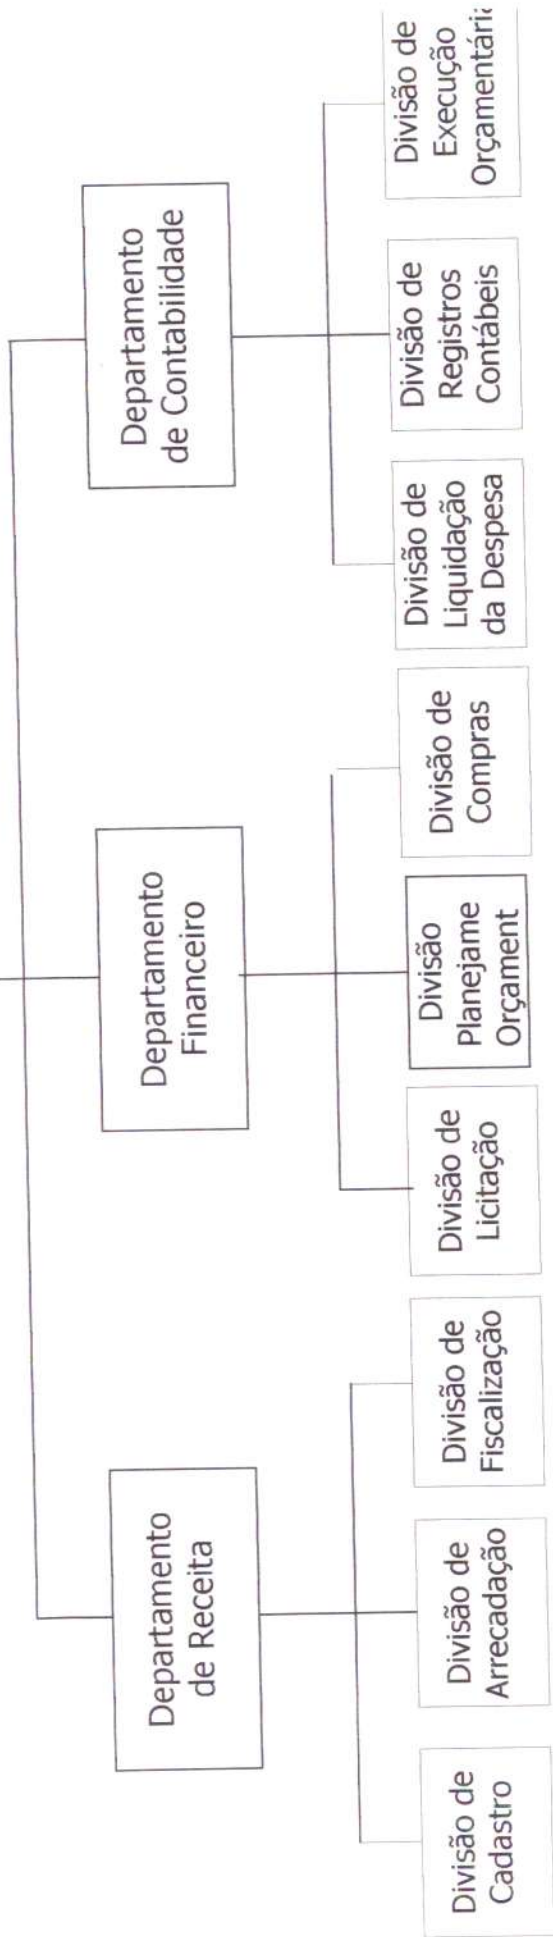 Departamento
de Receita
Departamento
Financeiro
Departamento
de Contabilidade
Divisão de
Cadastro
Divisão de
Arrecadação
Divisão de
Fiscalização
Divisão de
Licitação
Divisão
Planejame
Orçament
Divisão de
Compras
Divisão de
Liquidação
da Despesa
Divisão de
Registros
Contábeis
Divisão de
Execução
Orçamentári